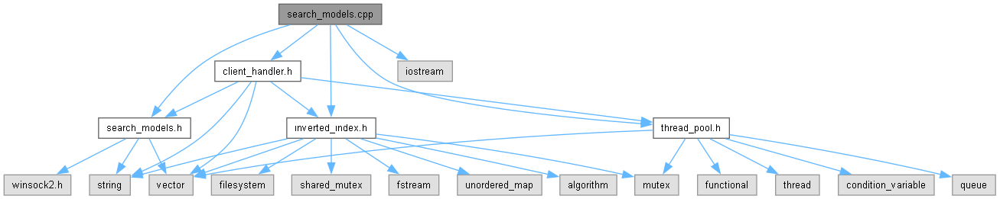 search_models.cpp
client_handler.h
iostream
search_models.h
inverted_index.h
thread_pool.h
winsock2.h
string
vector
filesystem
shared_mutex
fstream
unordered_map
algorithm
mutex
functional
thread
condition_variable
queue